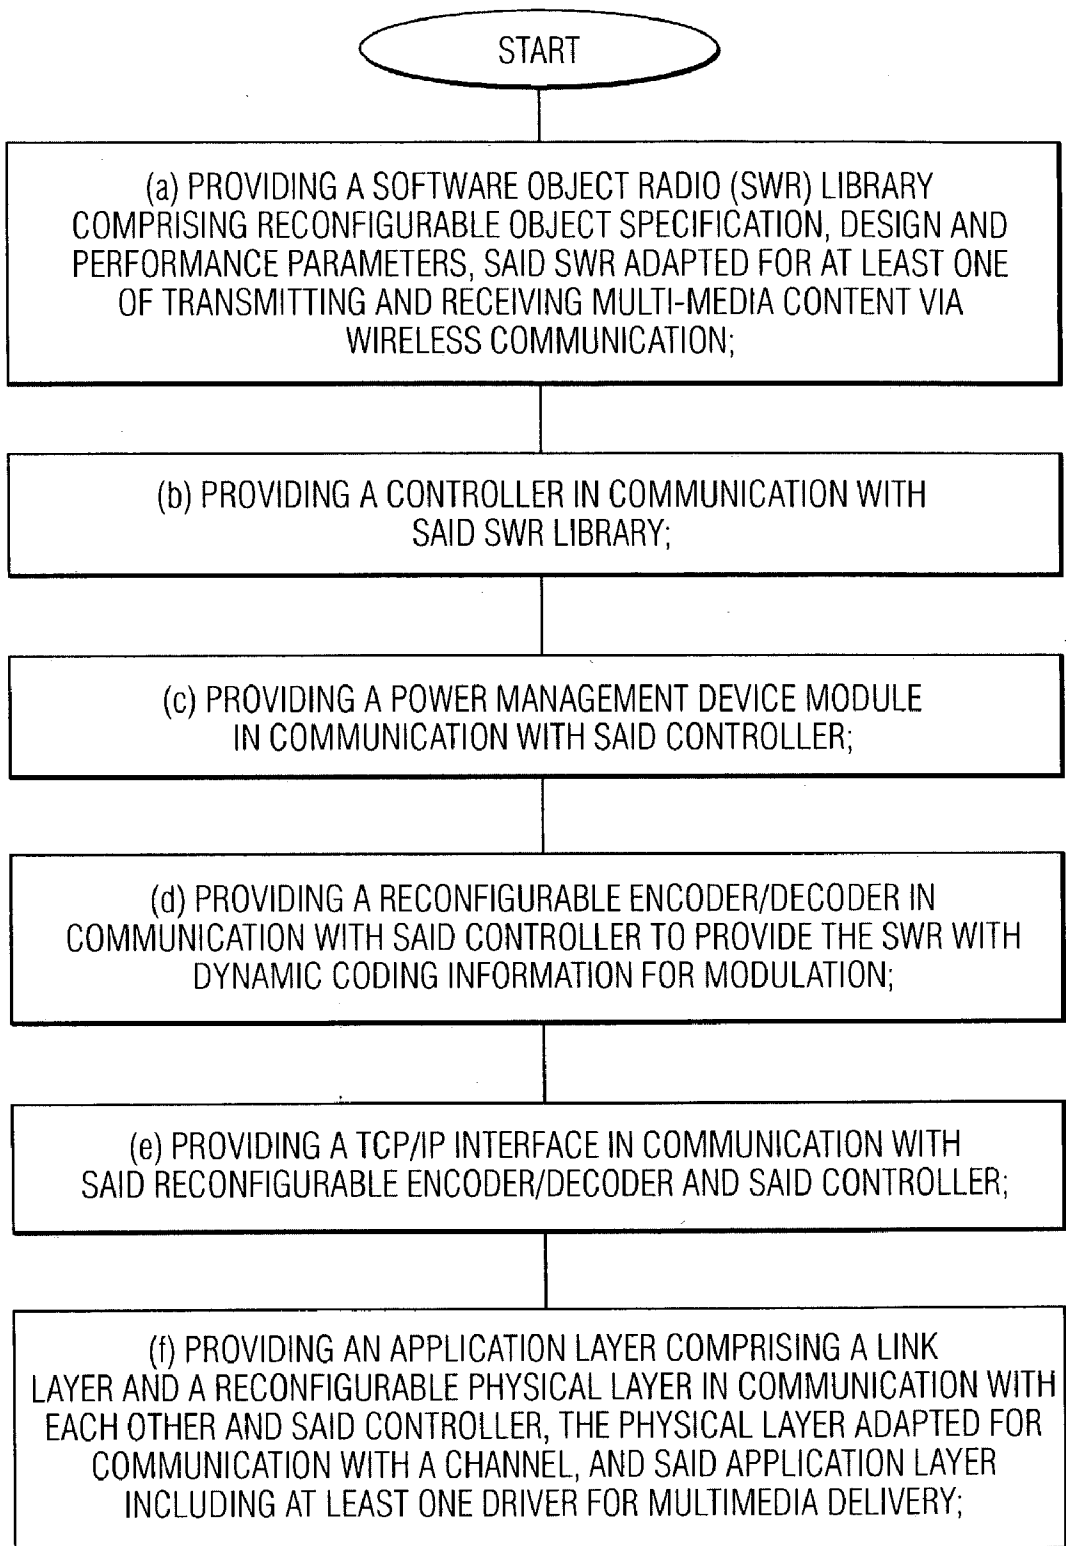 START
(a) PROVIDING A SOFTWARE OBJECT RADIO (SWR) LIBRARY
COMPRISING RECONFIGURABLE OBJECT SPECIFICATION, DESIGN AND
PERFORMANCE PARAMETERS, SAID SWR ADAPTED FOR AT LEAST ONE
OF TRANSMITTING AND RECEIVING MULTI-MEDIA CONTENT VIA
WIRELESS COMMUNICATION;
(b) PROVIDING A CONTROLLER IN COMMUNICATION WITH
SAID SWR LIBRARY;
(c) PROVIDING A POWER MANAGEMENT DEVICE MODULE
IN COMMUNICATION WITH SAID CONTROLLER;
(d) PROVIDING A RECONFIGURABLE ENCODER/DECODER IN
COMMUNICATION WITH SAID CONTROLLER TO PROVIDE THE SWR WITH
DYNAMIC CODING INFORMATION FOR MODULATION;
(e) PROVIDING A TCP/IP INTERFACE IN COMMUNICATION WITH
SAID RECONFIGURABLE ENCODER/DECODER AND SAID CONTROLLER;
(f) PROVIDING AN APPLICATION LAYER COMPRISING A LINK
LAYER AND A RECONFIGURABLE PHYSICAL LAYER IN COMMUNICATION WITH
EACH OTHER AND SAID CONTROLLER, THE PHYSICAL LAYER ADAPTED FOR
COMMUNICATION WITH A CHANNEL, AND SAID APPLICATION LAYER
INCLUDING AT LEAST ONE DRIVER FOR MULTIMEDIA DELIVERY;